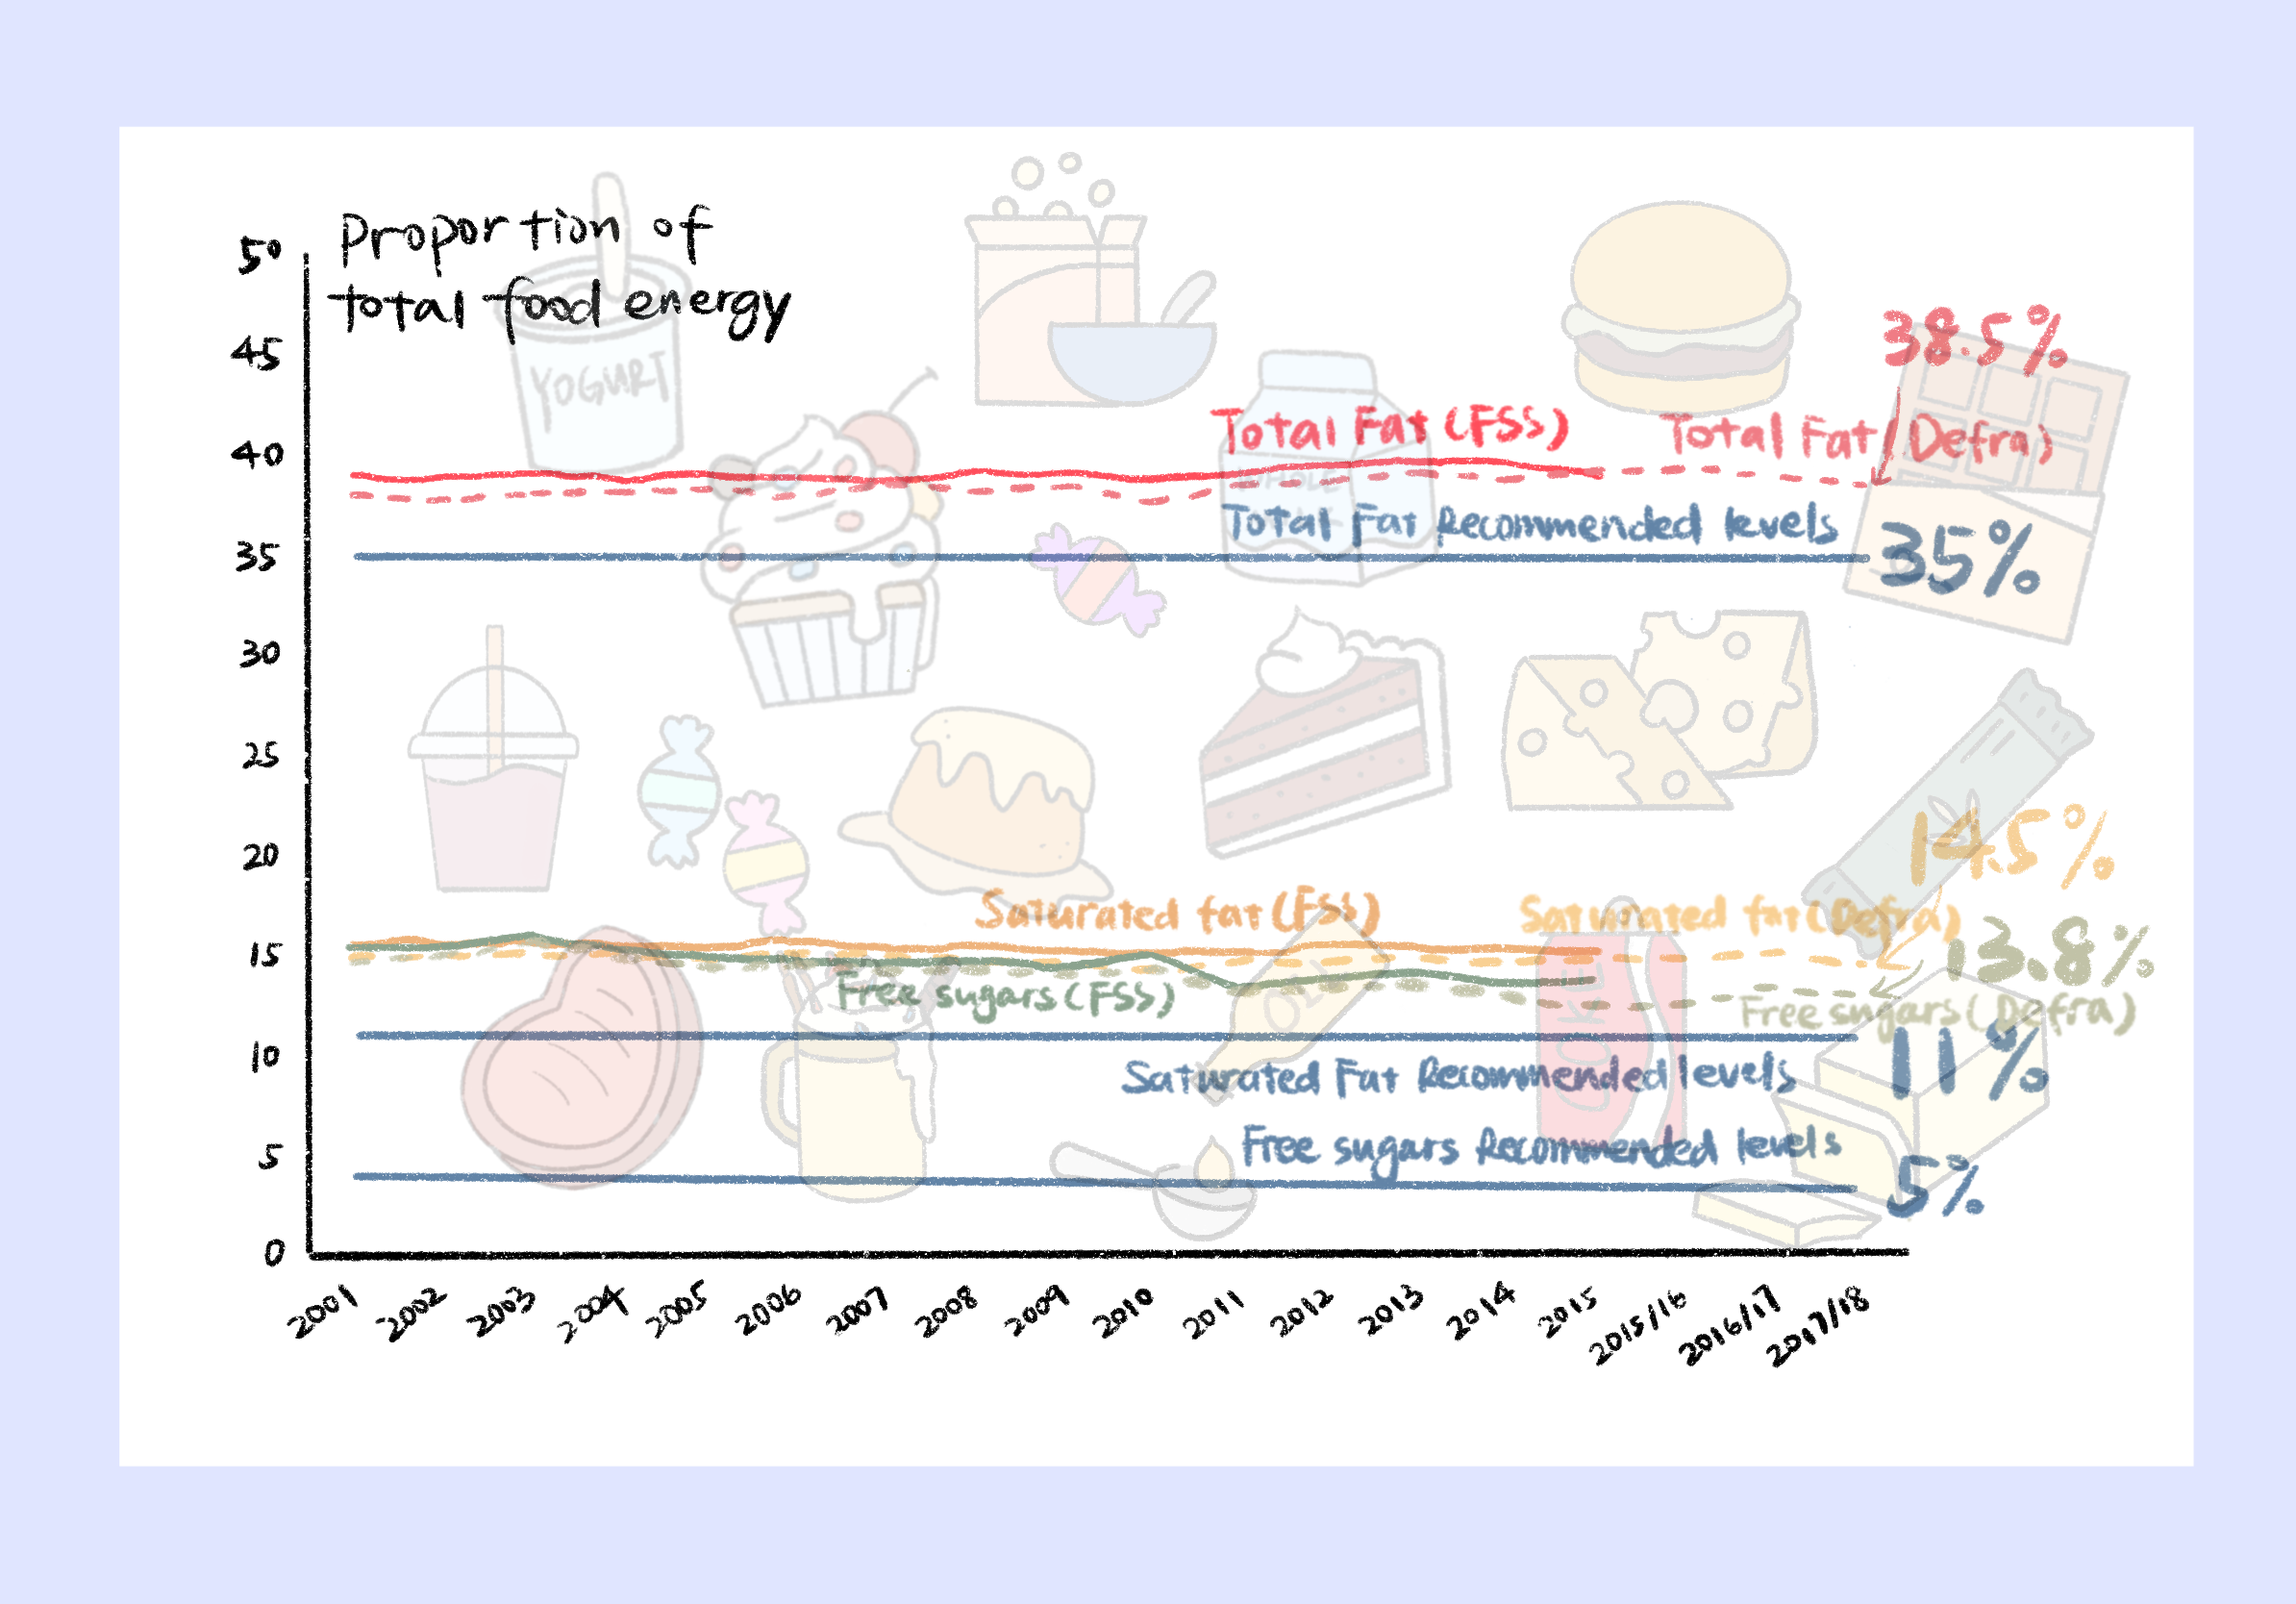 Proportion of
total food energy
50
45
40
35
30
25
20
15
10
5
0
YOGURT
38.5%
Total Fat (FSS)
Total Fat (Defra)
WHOLE
Total Fat Recommended levels
35%
14.5%
Saturated fat (FSS)
Saturated fat (Defra)
13.8%
Free sugars (FSS)
OIL
COKE
Free sugars (Defra)
11%
Saturated Fat Recommended levels
Free sugars Recommended levels
5%
2001
2002
2003
2004
2005
2006
2007
2008
2009
2010
2011
2012
2013
2014
2015
2015/16
2016/17
2017/18